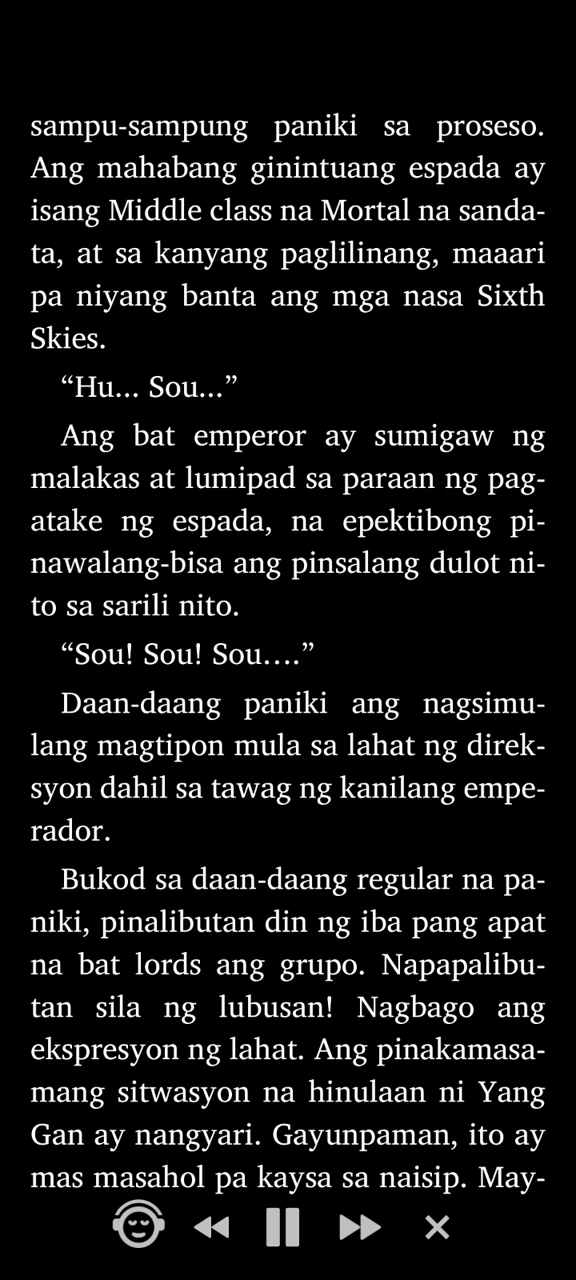 sampu-sampung paniki sa proseso.
Ang mahabang ginintuang espada ay
isang Middle class na Mortal na sanda-
ta, at sa kanyang paglilinang, maaari
pa niyang banta ang mga nasa Sixth
Skies.
“Hu... Sou...”
Ang bat emperor ay sumigaw ng
malakas at lumipad sa paraan ng pag-
atake ng espada, na epektibong pi-
nawalang-bisa ang pinsalang dulot ni-
to sa sarili nito.
“Sou! Sou! Sou….”
Daan-daang paniki ang nagsimu-
lang magtipon mula sa lahat ng direk-
syon dahil sa tawag ng kanilang empe-
rador.
Bukod sa daan-daang regular na pa-
niki, pinalibutan din ng iba pang apat
na bat lords ang grupo. Napapalibu-
tan sila ng lubusan! Nagbago ang
ekspresyon ng lahat. Ang pinakamasa-
mang sitwasyon na hinulaan ni Yang
Gan ay nangyari. Gayunpaman, ito ay
mas masahol pa kaysa sa naisip. May-